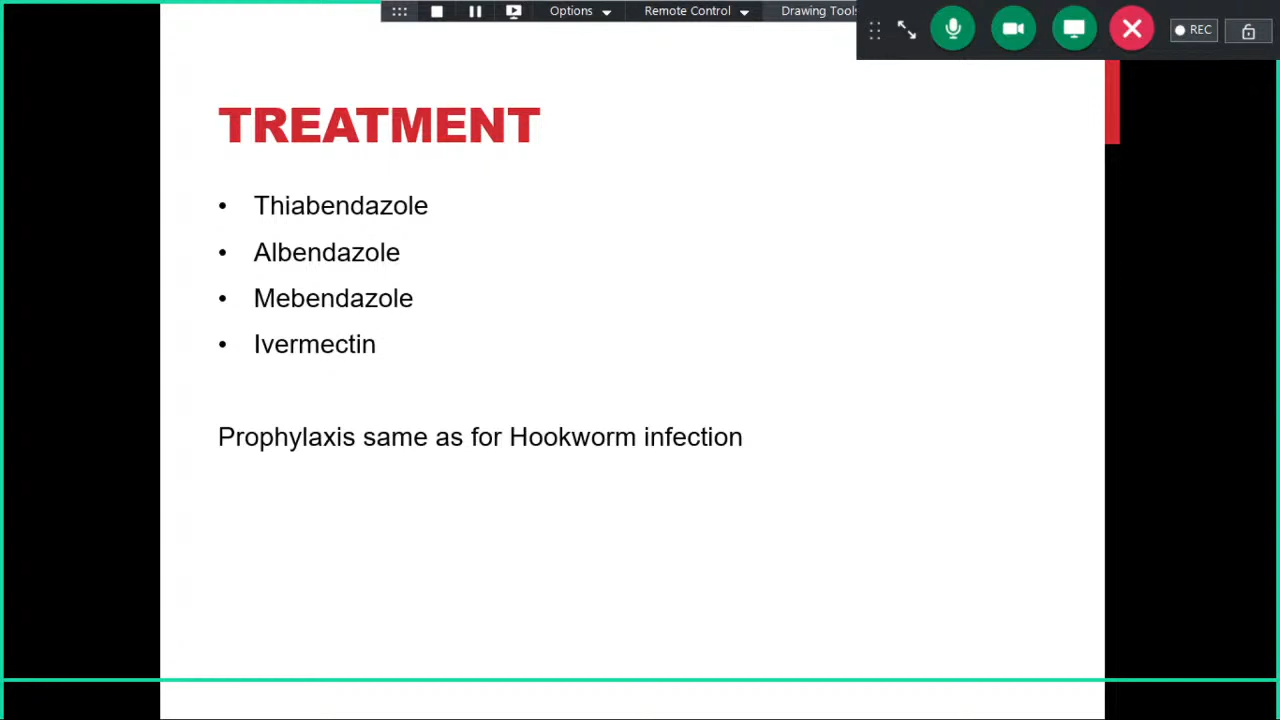 Options
Remote Control
Drawing Tools
REC
TREATMENT
• Thiabendazole
• Albendazole
• Mebendazole
• Ivermectin
Prophylaxis same as for Hookworm infection